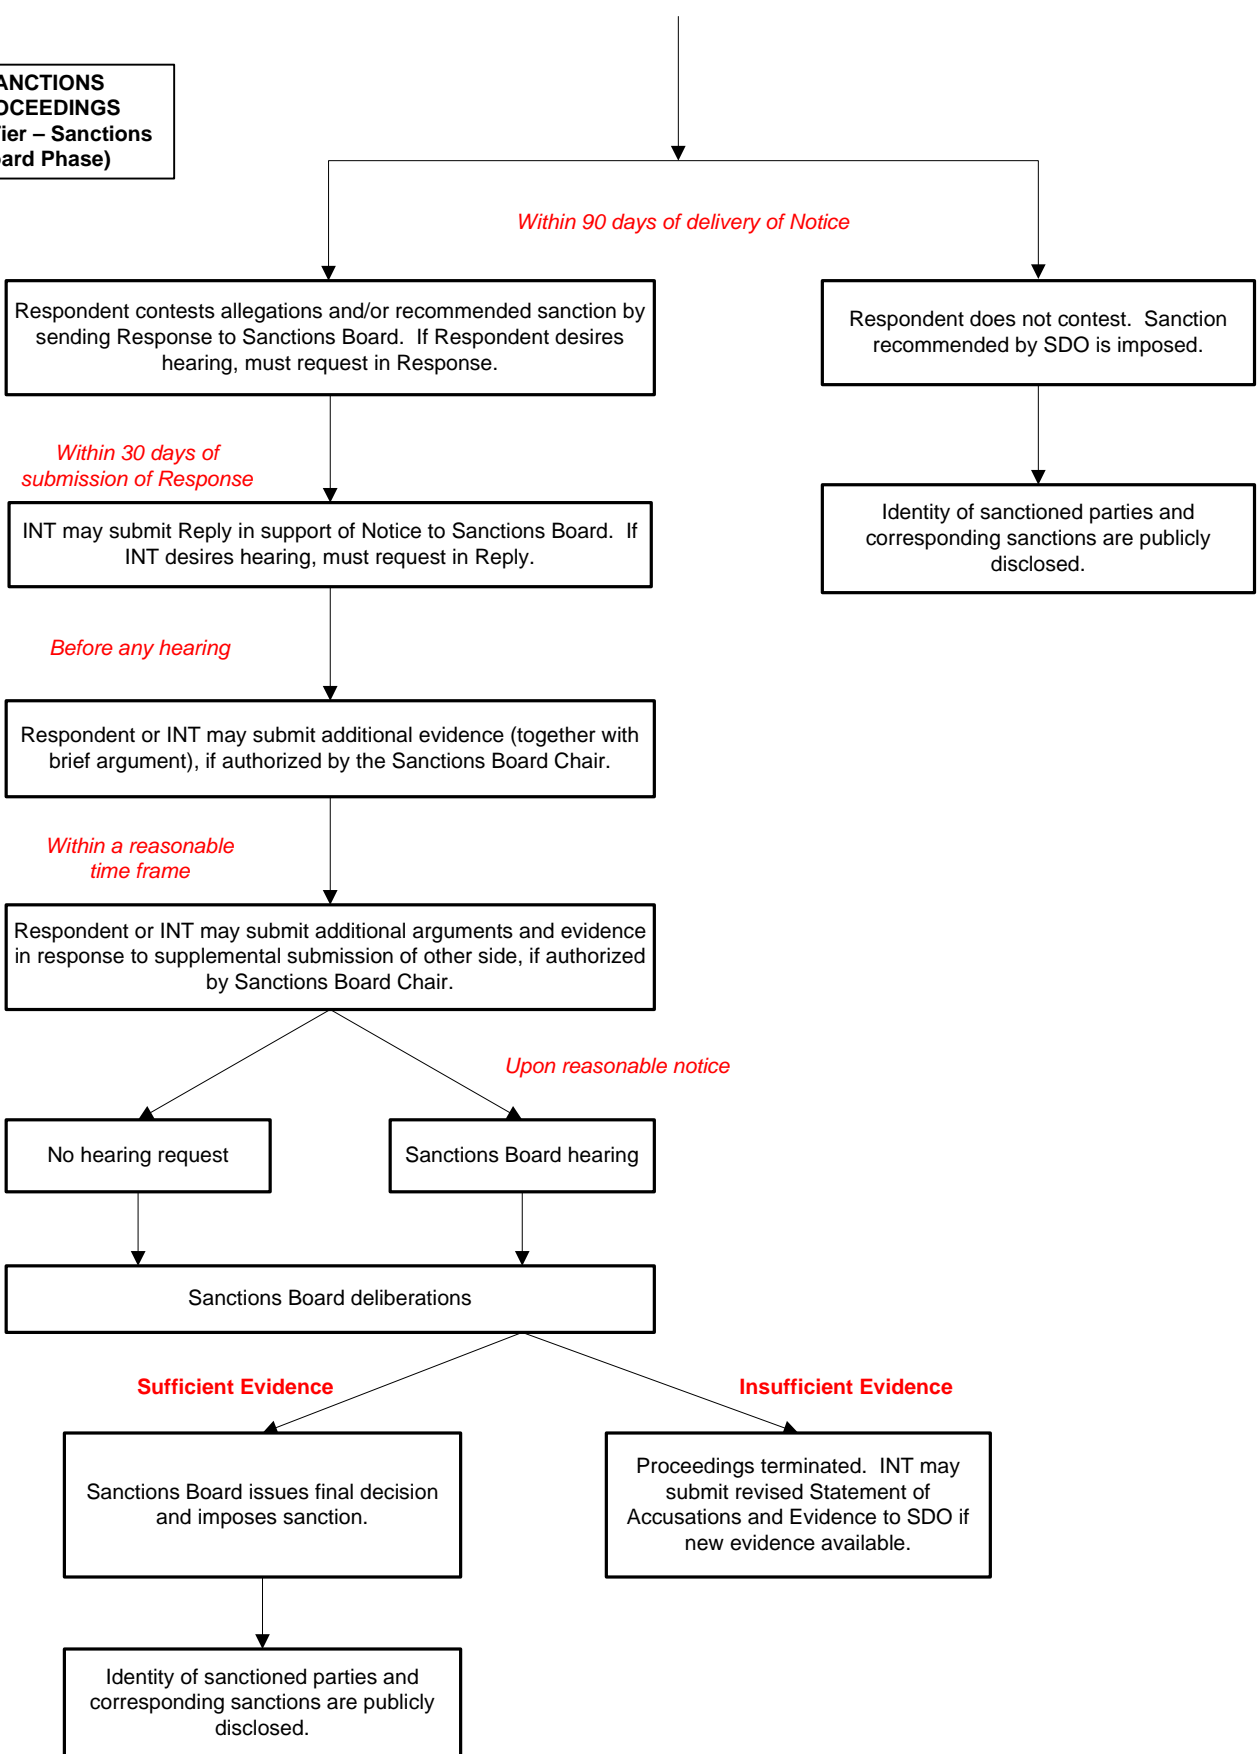 ANCTIONS
OCEEDINGS
ier – Sanctions
ard Phase)
Within 90 days of delivery of Notice
Respondent contests allegations and/or recommended sanction by
sending Response to Sanctions Board.  If Respondent desires
hearing, must request in Response.
Respondent does not contest.  Sanction
recommended by SDO is imposed.
Within 30 days of
submission of Response
INT may submit Reply in support of Notice to Sanctions Board.  If
INT desires hearing, must request in Reply.
Identity of sanctioned parties and
corresponding sanctions are publicly
disclosed.
Before any hearing
Respondent or INT may submit additional evidence (together with
brief argument), if authorized by the Sanctions Board Chair.
Within a reasonable
time frame
Respondent or INT may submit additional arguments and evidence
in response to supplemental submission of other side, if authorized
by Sanctions Board Chair.
Upon reasonable notice
No hearing request
Sanctions Board hearing
Sanctions Board deliberations
Sufficient Evidence
Insufficient Evidence
Sanctions Board issues final decision
and imposes sanction.
Proceedings terminated.  INT may
submit revised Statement of
Accusations and Evidence to SDO if
new evidence available.
Identity of sanctioned parties and
corresponding sanctions are publicly
disclosed.